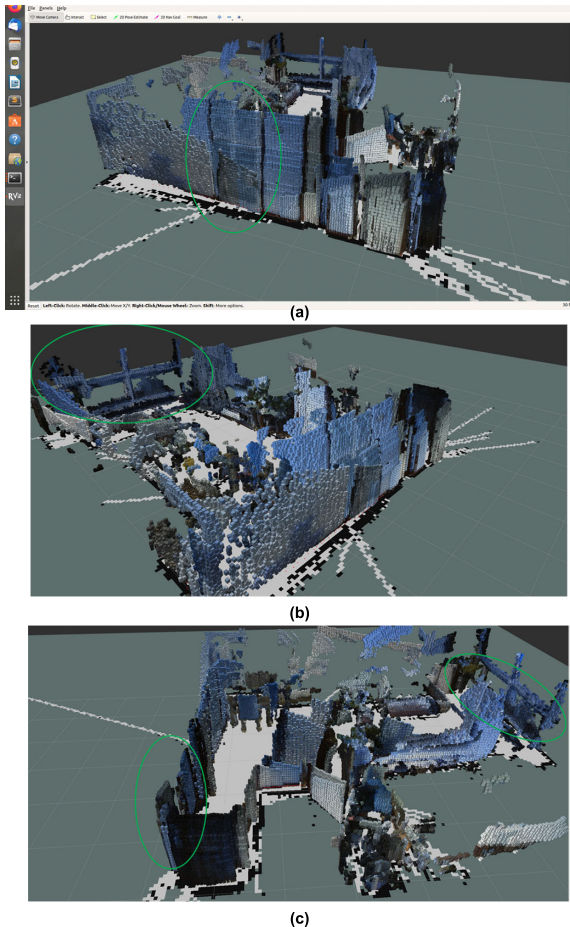 File Panels Help
Move Camera Interact Select 2D Pose Estimate 2D Nav Goal Measure
RViz
Reset Left-Click: Rotate. Middle-Click: Move X/Y. Right-Click/Mouse Wheel: Zoom. Shift: More options.
(a)
(b)
(c)